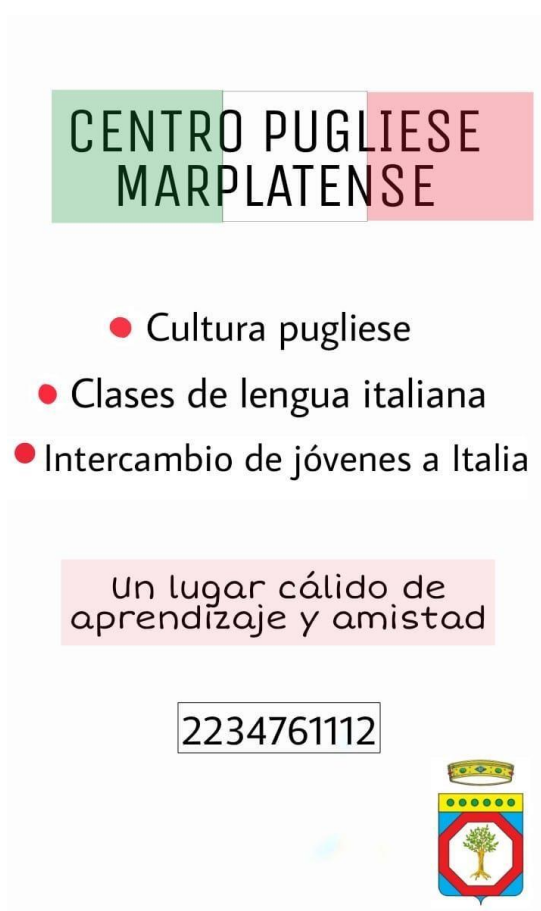 CENTRO PUGLIESE
MARPLATENSE
Cultura pugliese
Clases de lengua italiana
Intercambio de jóvenes a Italia
Un lugar cálido de
aprendizaje y amistad
2234761112